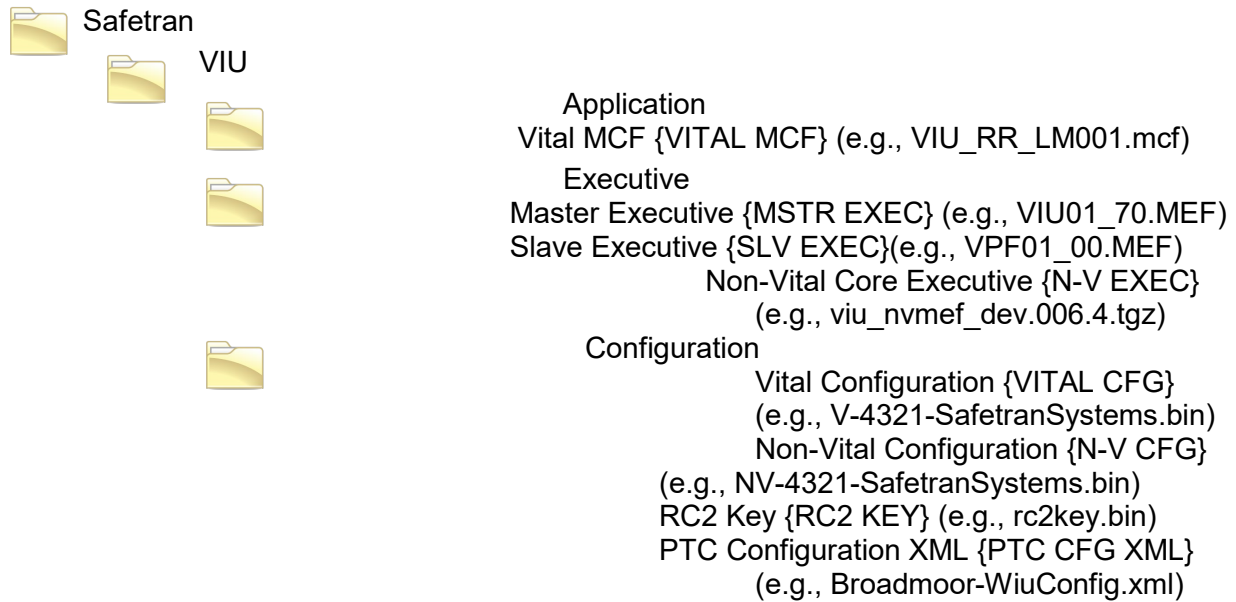 Safetran
VIU
Application
Vital MCF {VITAL MCF} (e.g., VIU_RR_LM001.mcf)
Executive
Master Executive {MSTR EXEC} (e.g., VIU01_70.MEF)
Slave Executive {SLV EXEC}(e.g., VPF01_00.MEF)
Non-Vital Core Executive {N-V EXEC}
(e.g., viu_nvmef_dev.006.4.tgz)
Configuration
Vital Configuration {VITAL CFG}
(e.g., V-4321-SafetranSystems.bin)
Non-Vital Configuration {N-V CFG}
(e.g., NV-4321-SafetranSystems.bin)
RC2 Key {RC2 KEY} (e.g., rc2key.bin)
PTC Configuration XML {PTC CFG XML}
(e.g., Broadmoor-WiuConfig.xml)